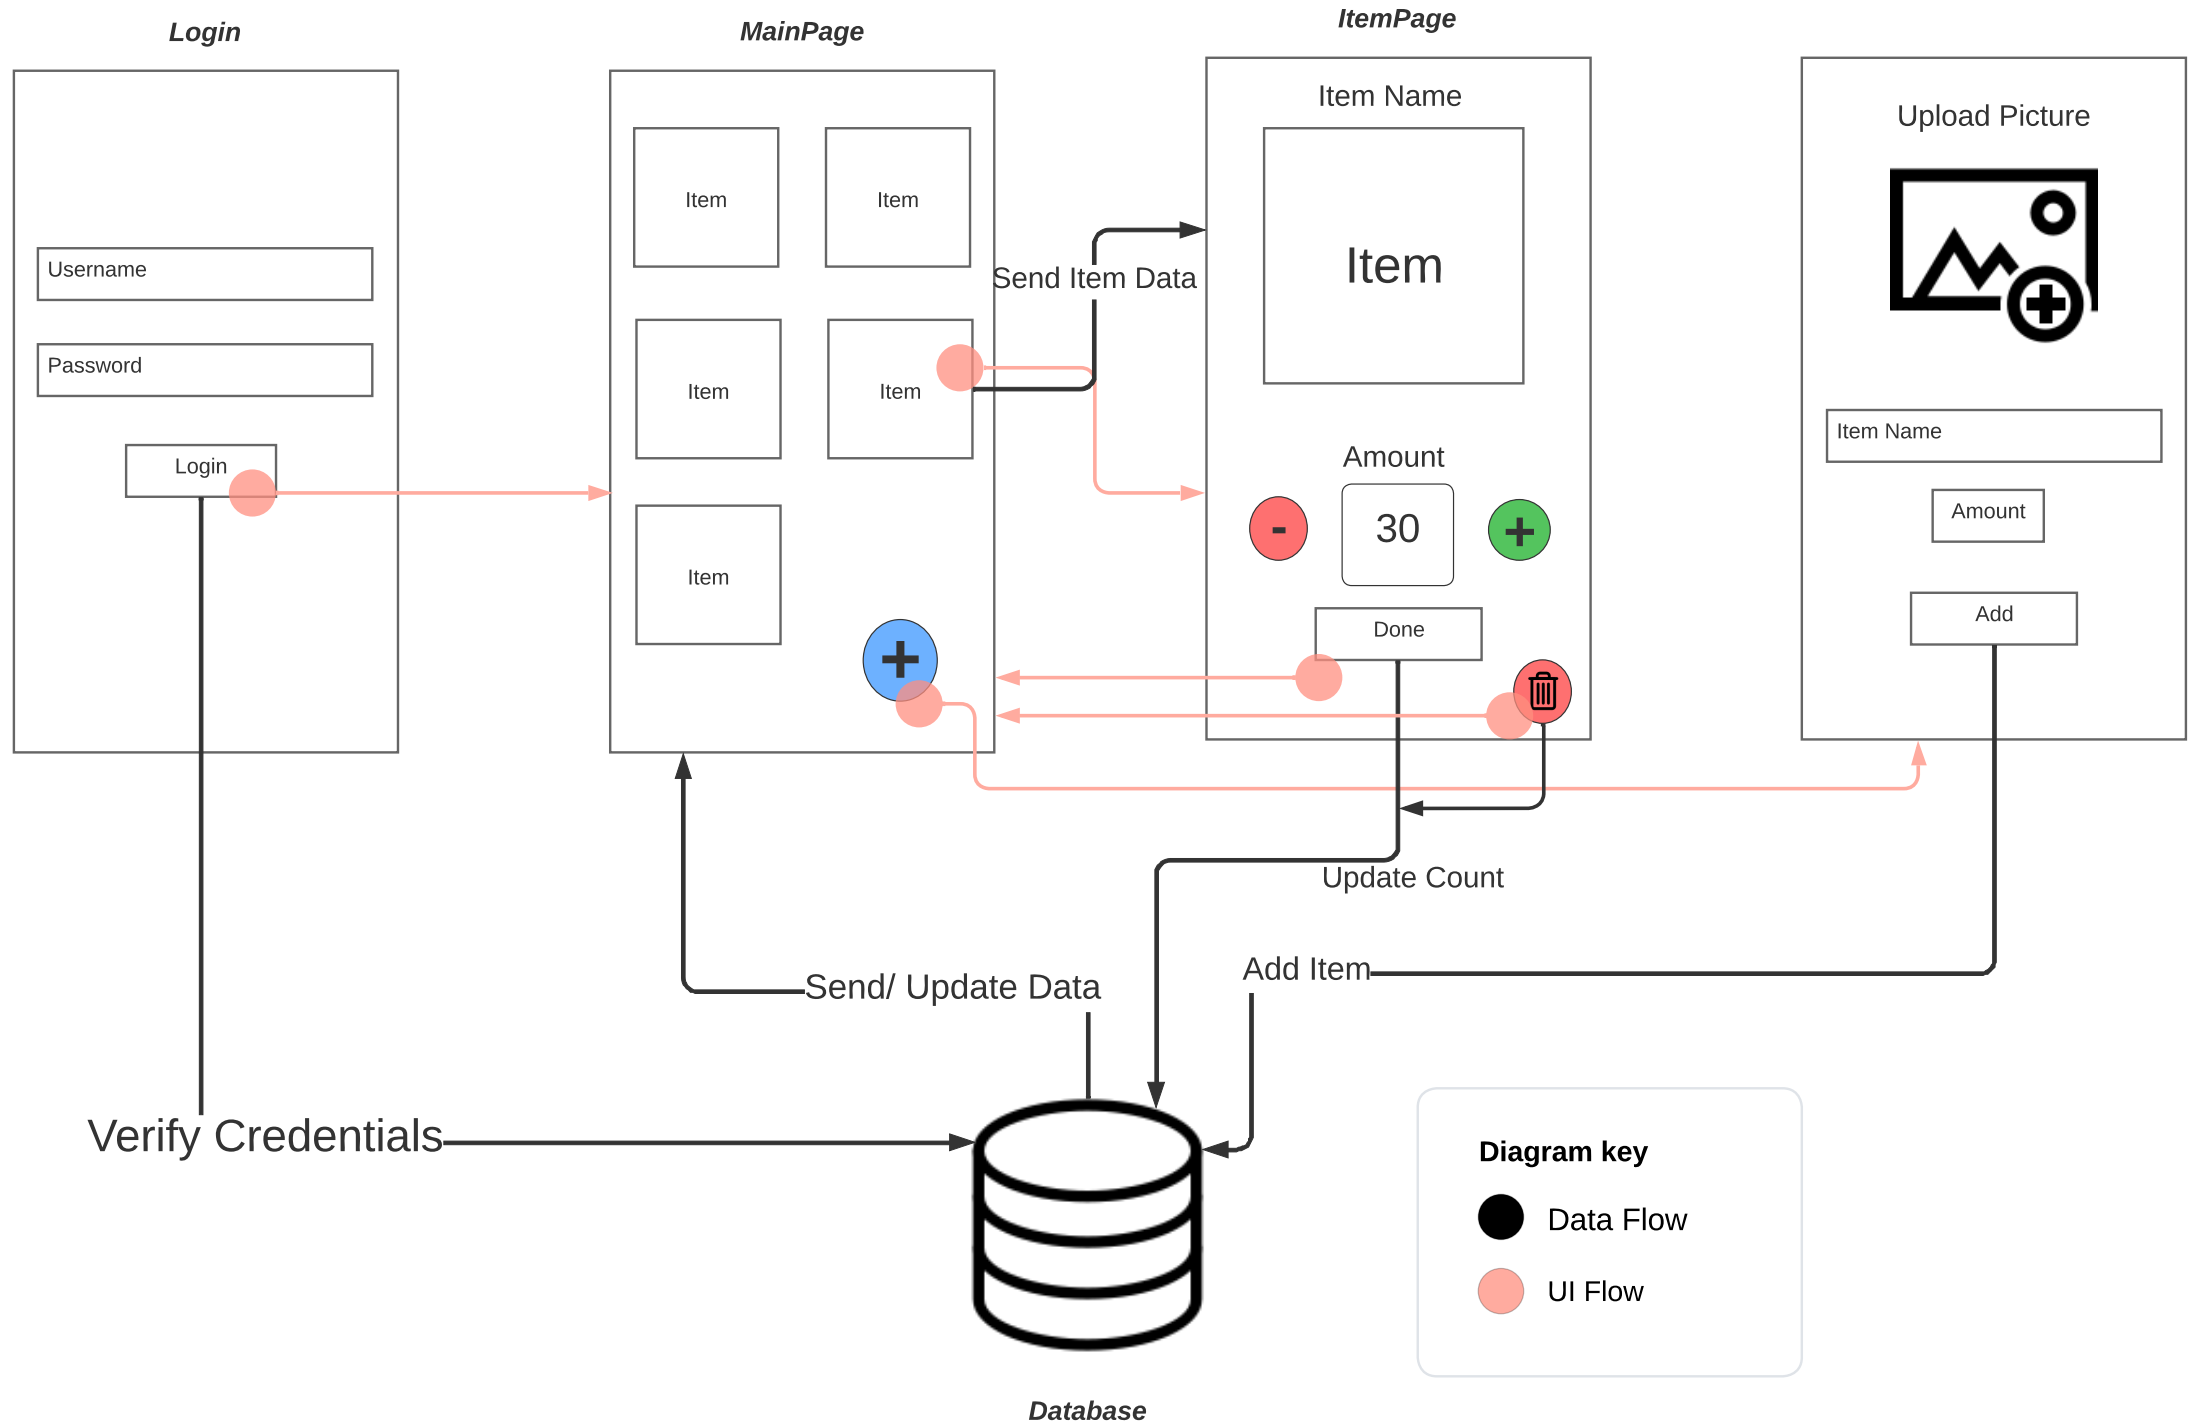 Login
Username
Password
Login
MainPage
Item
Item
Item
Item
Item
+
Send Item Data
ItemPage
Item Name
Item
Amount
-
30
+
Done
Upload Picture
Item Name
Amount
Add
Update Count
Add Item
Send/ Update Data
Verify Credentials
Database
Diagram key
Data Flow
UI Flow